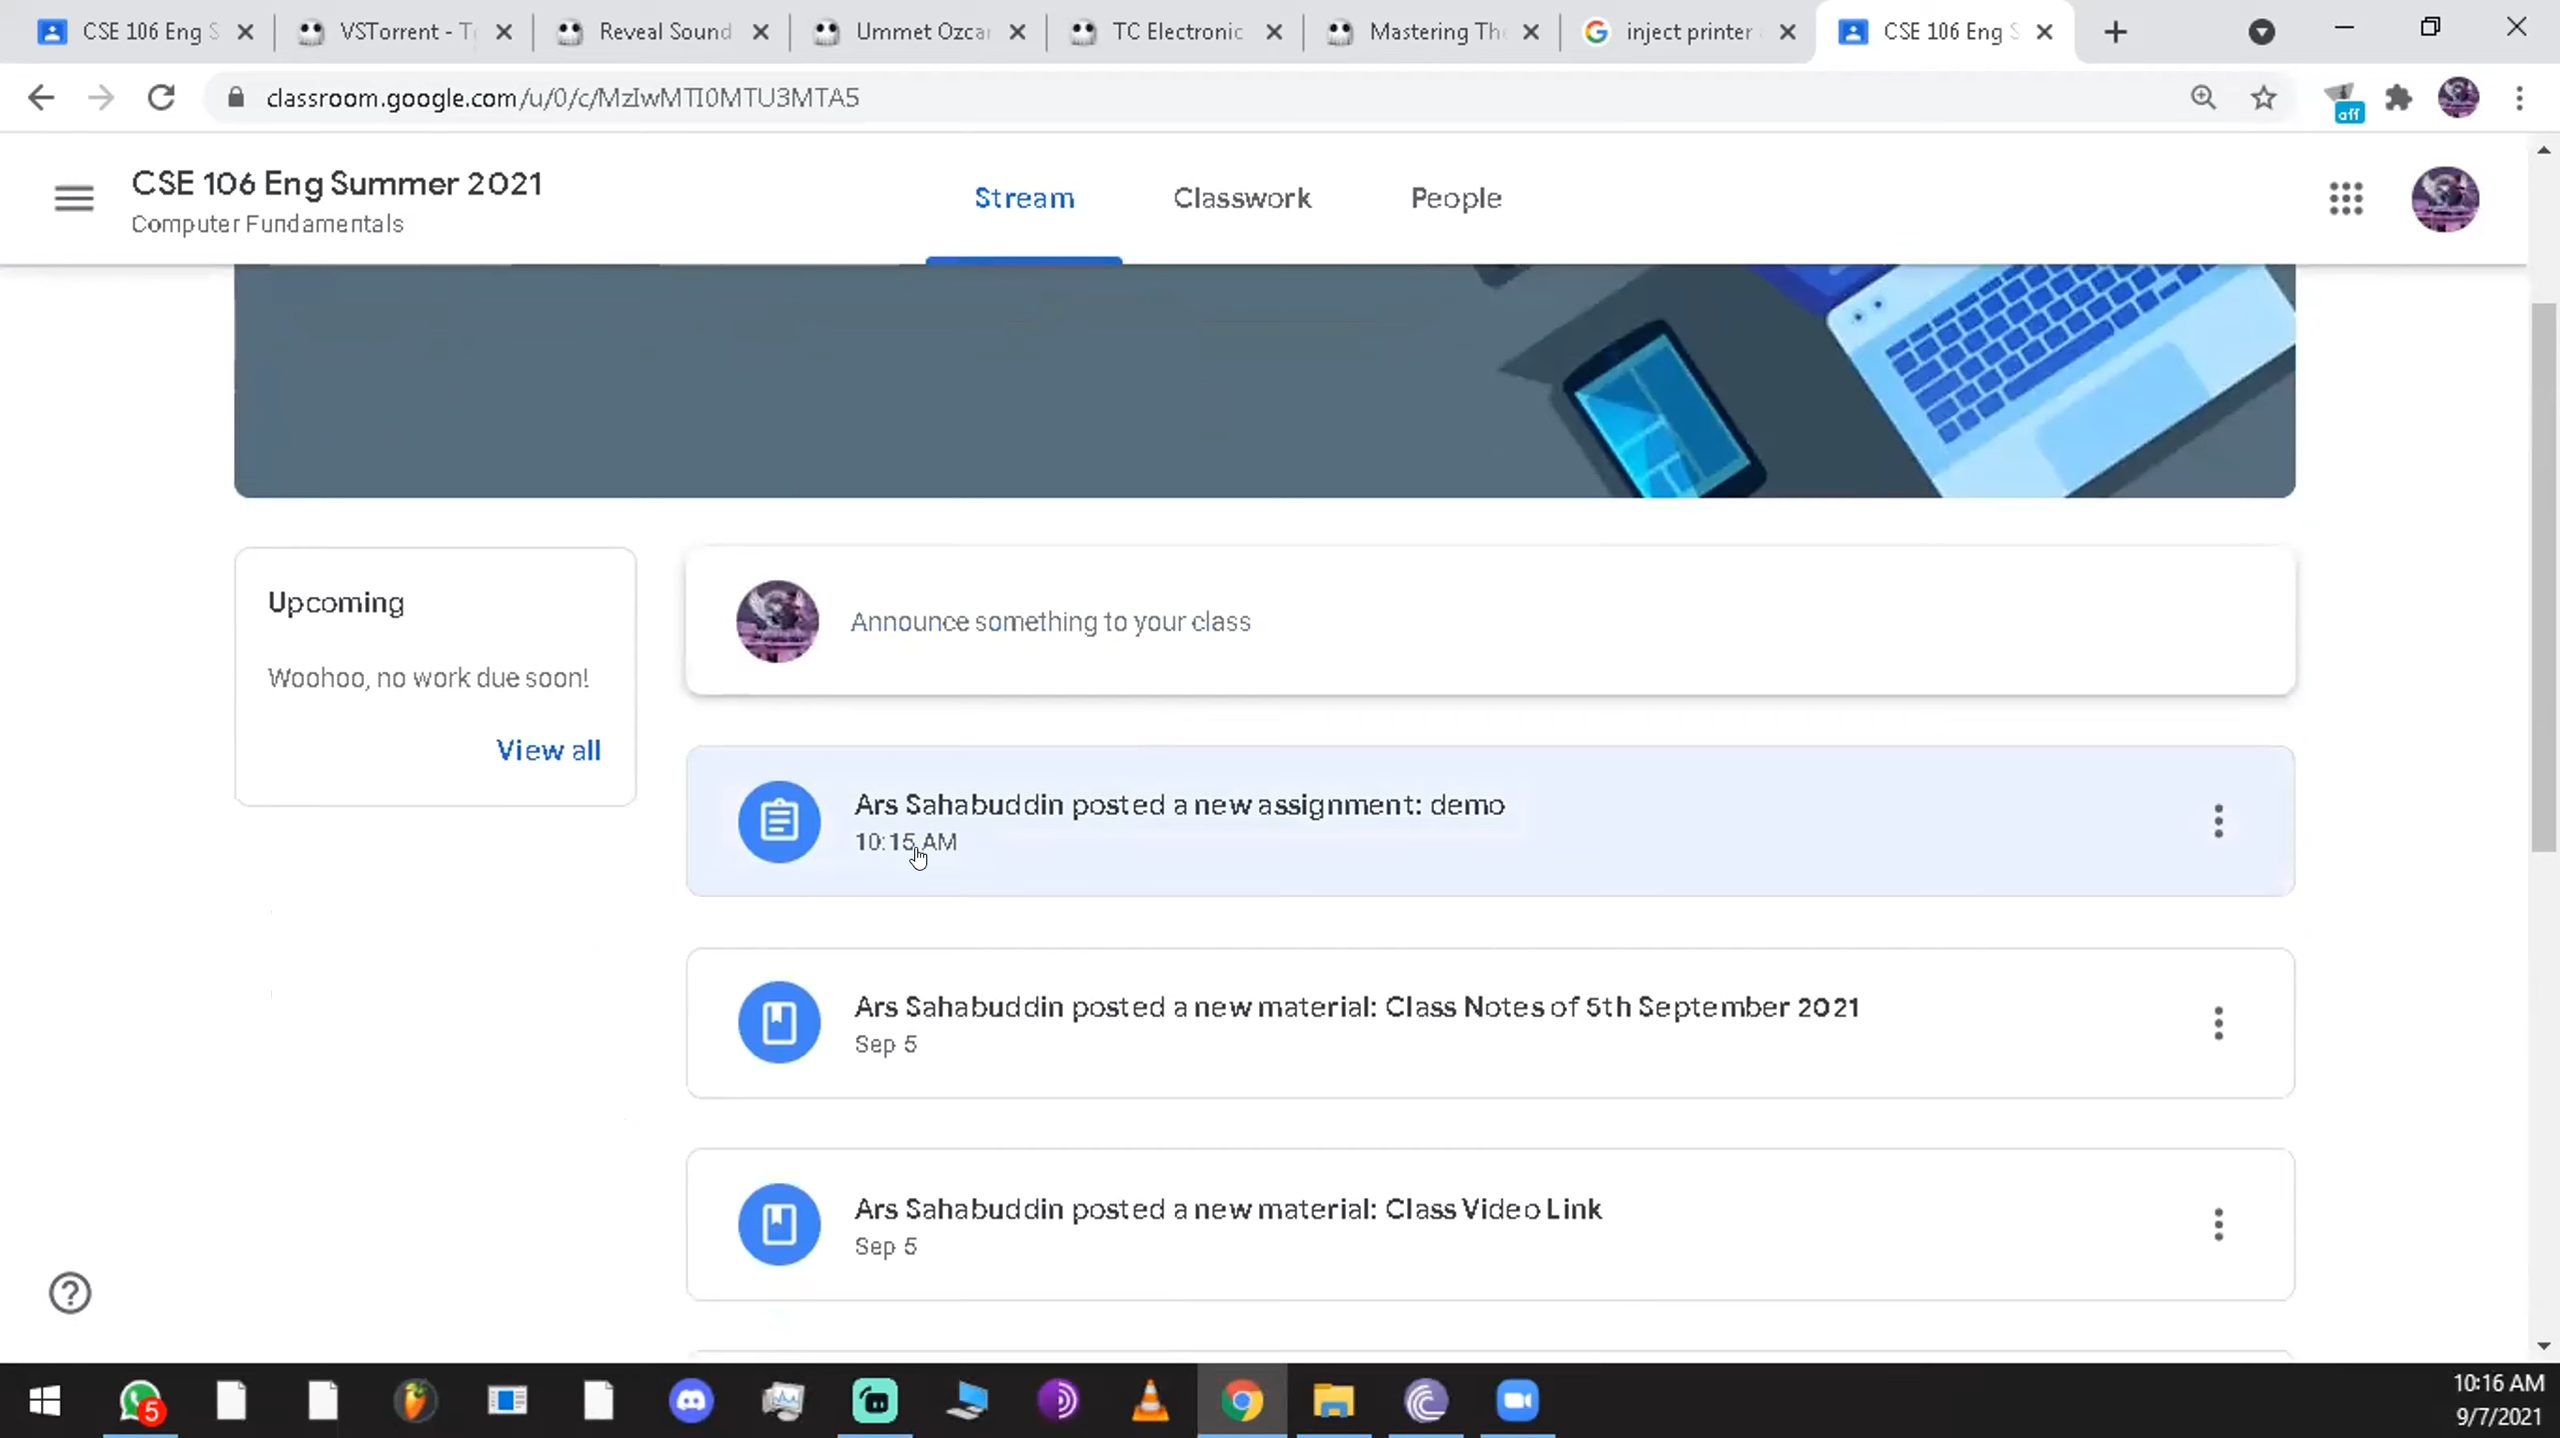 CSE 106 Eng S
VSTorrent - T
Reveal Sound
Ummet Ozca
TC Electronic
Mastering Th
inject printer
CSE 106 Eng S
classroom.google.com/u/0/c/MzIwMTI0MTU3MTA5
off
CSE 106 Eng Summer 2021
Computer Fundamentals
Stream
Classwork
People
Upcoming
Woohoo, no work due soon!
View all
Announce something to your class
Ars Sahabuddin posted a new assignment: demo
10:15 AM
Ars Sahabuddin posted a new material: Class Notes of 5th September 2021
Sep 5
Ars Sahabuddin posted a new material: Class Video Link
Sep 5
5
10:16 AM
9/7/2021